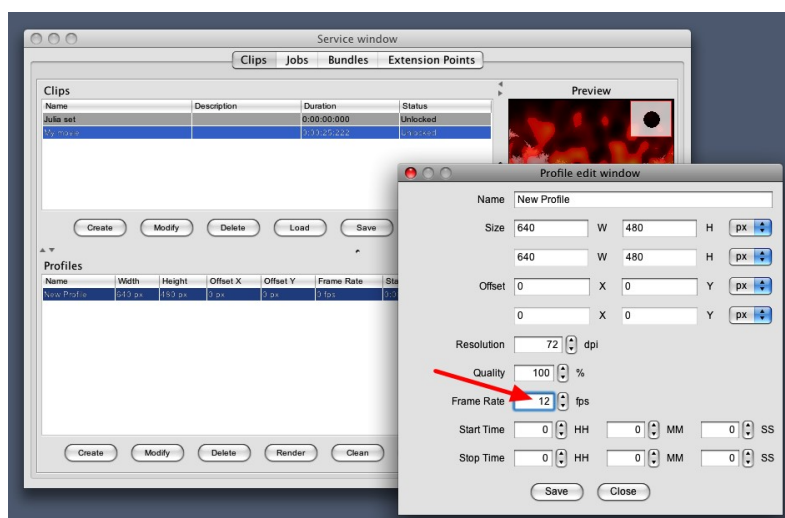 Service window
Clips Jobs Bundles Extension Points
Clips
Name Description Duration Status
Julia set 0:00:00:000 Unlocked
My movie 0:00:25:222 Unlocked
Create Modify Delete Load Save
Preview
Profiles
Name Width Height Offset X Offset Y Frame Rate Sta
New Profile 640 px 480 px 0 px 0 px 0 fps 0:0
Create Modify Delete Render Clean
Profile edit window
Name New Profile
Size 640 W 480 H px
640 W 480 H px
Offset 0 X 0 Y px
0 X 0 Y px
Resolution 72 dpi
Quality 100 %
Frame Rate 12 fps
Start Time 0 HH 0 MM 0 SS
Stop Time 0 HH 0 MM 0 SS
Save Close